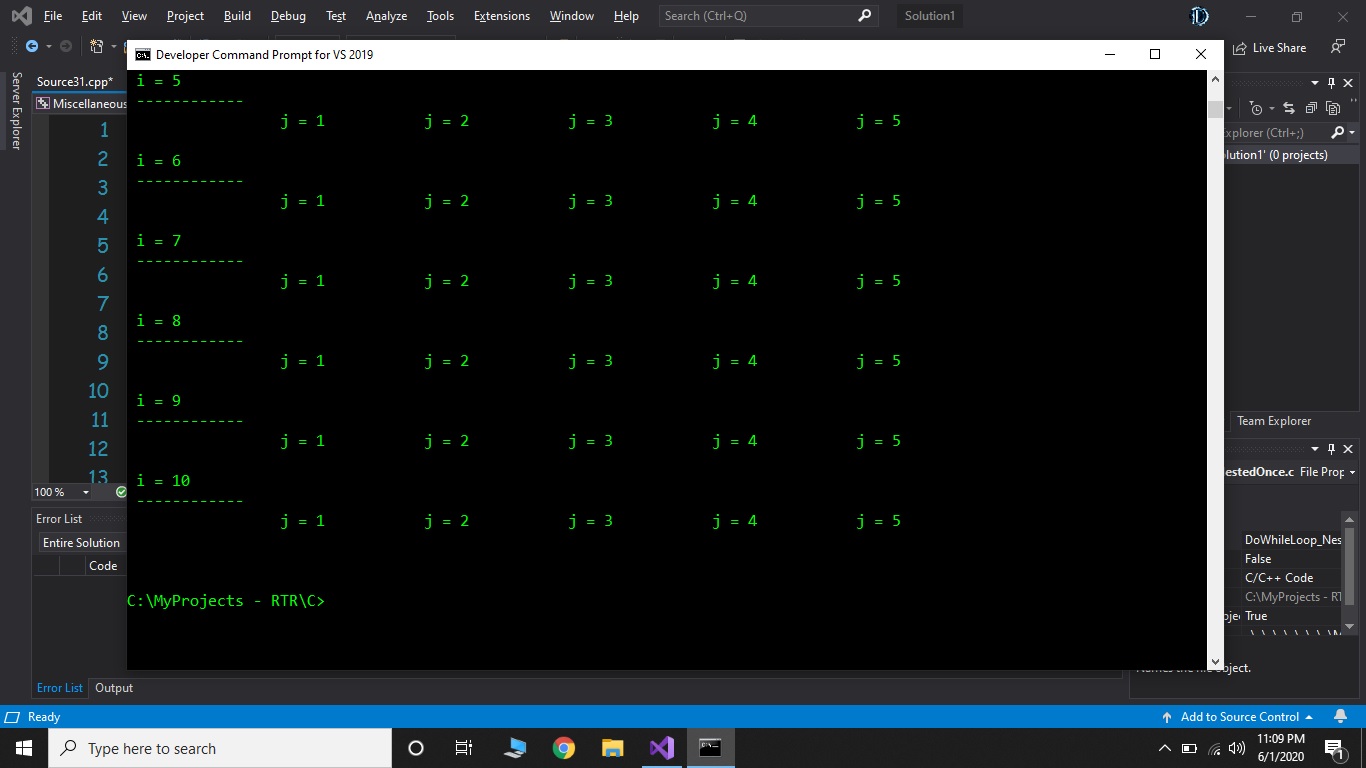 File Edit View Project Build Debug Test Analyze Tools Extensions Window Help Search (Ctrl+Q) Solution1
Developer Command Prompt for VS 2019
Live Share
Server Explorer
Source31.cpp*
Miscellaneous
1
2
3
4
5
6
7
8
9
10
11
12
13
i = 5
------------
j = 1 j = 2 j = 3 j = 4 j = 5
i = 6
------------
j = 1 j = 2 j = 3 j = 4 j = 5
i = 7
------------
j = 1 j = 2 j = 3 j = 4 j = 5
i = 8
------------
j = 1 j = 2 j = 3 j = 4 j = 5
i = 9
------------
j = 1 j = 2 j = 3 j = 4 j = 5
i = 10
------------
j = 1 j = 2 j = 3 j = 4 j = 5
C:\MyProjects - RTR\C>
xplorer (Ctrl+;)
olution1' (0 projects)
Team Explorer
estedOnce.c File Prop
DoWhileLoop_Nes
False
C/C++ Code
C:\MyProjects - RT
True
100 %
Error List
Entire Solution
Code
Error List Output
Ready Add to Source Control
Type here to search
11:09 PM
6/1/2020
1